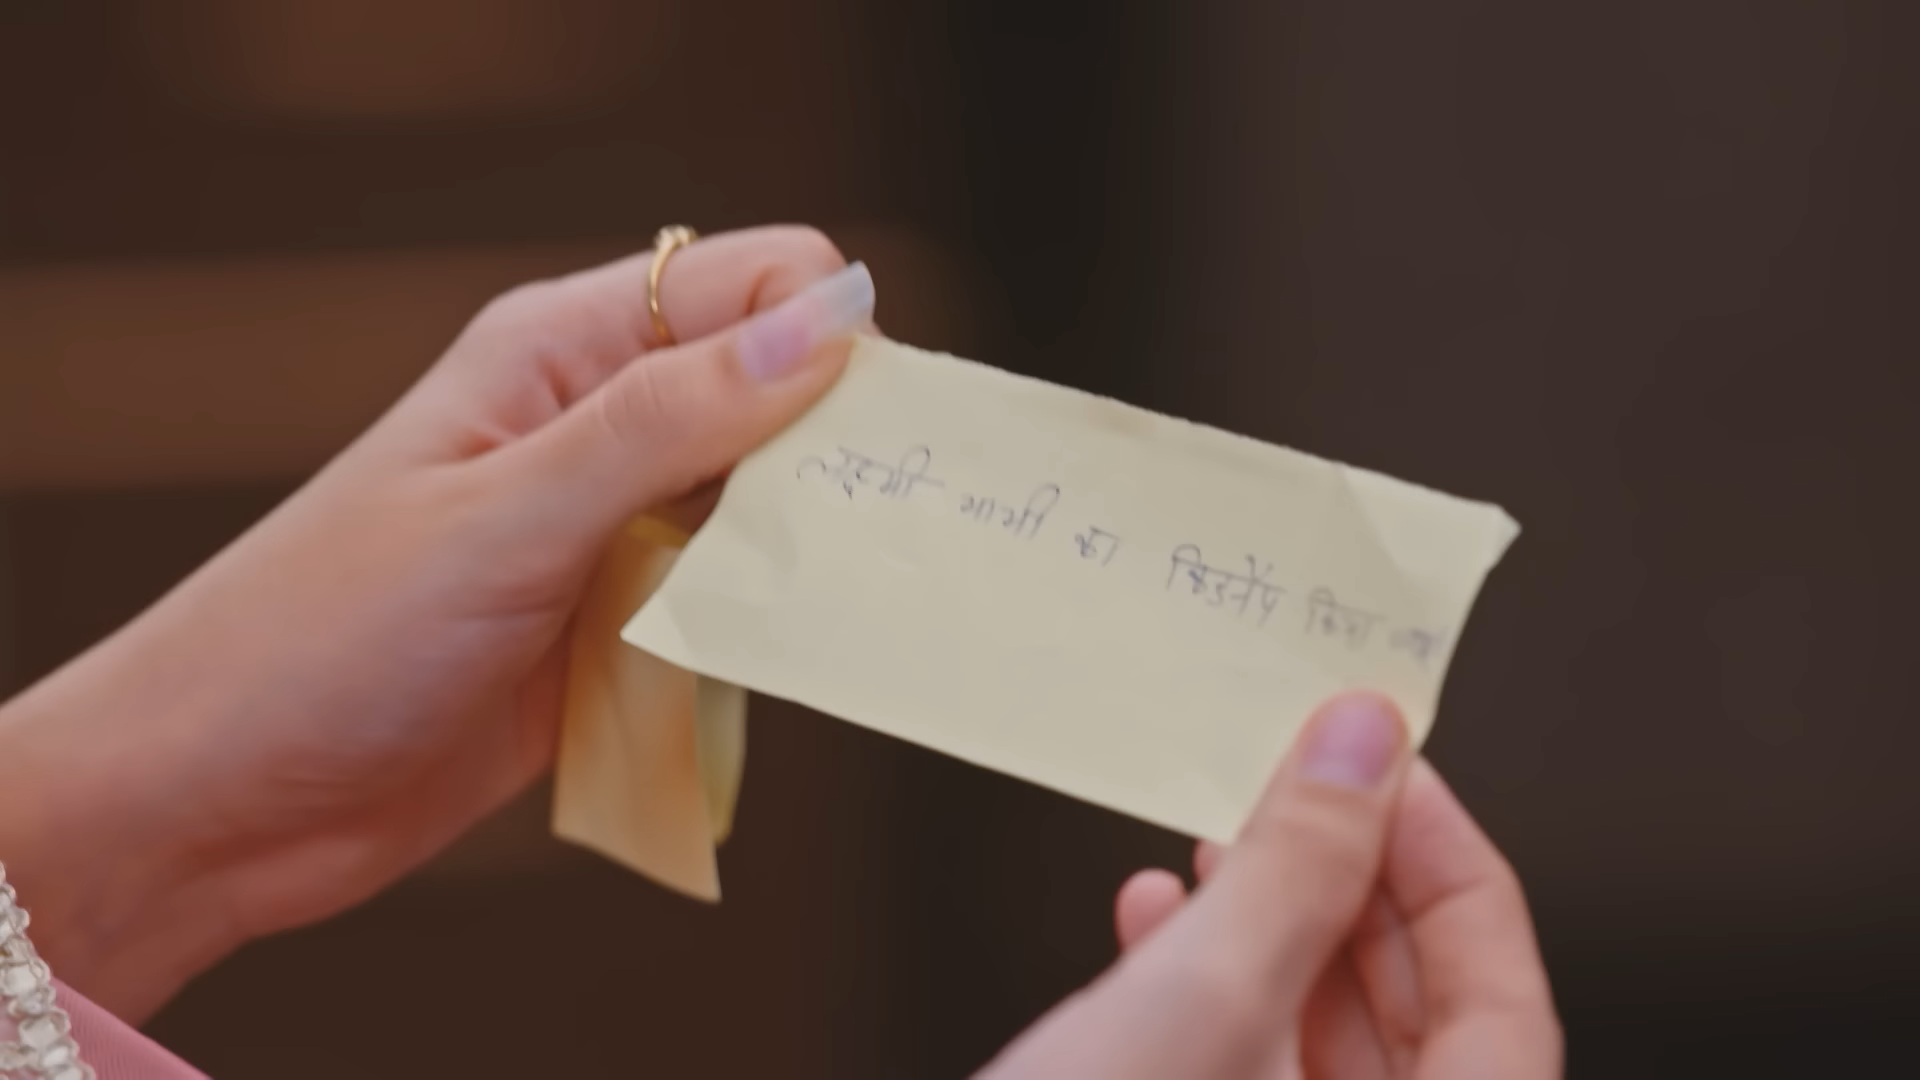 लक्ष्मी भाभी का किडनैप किया